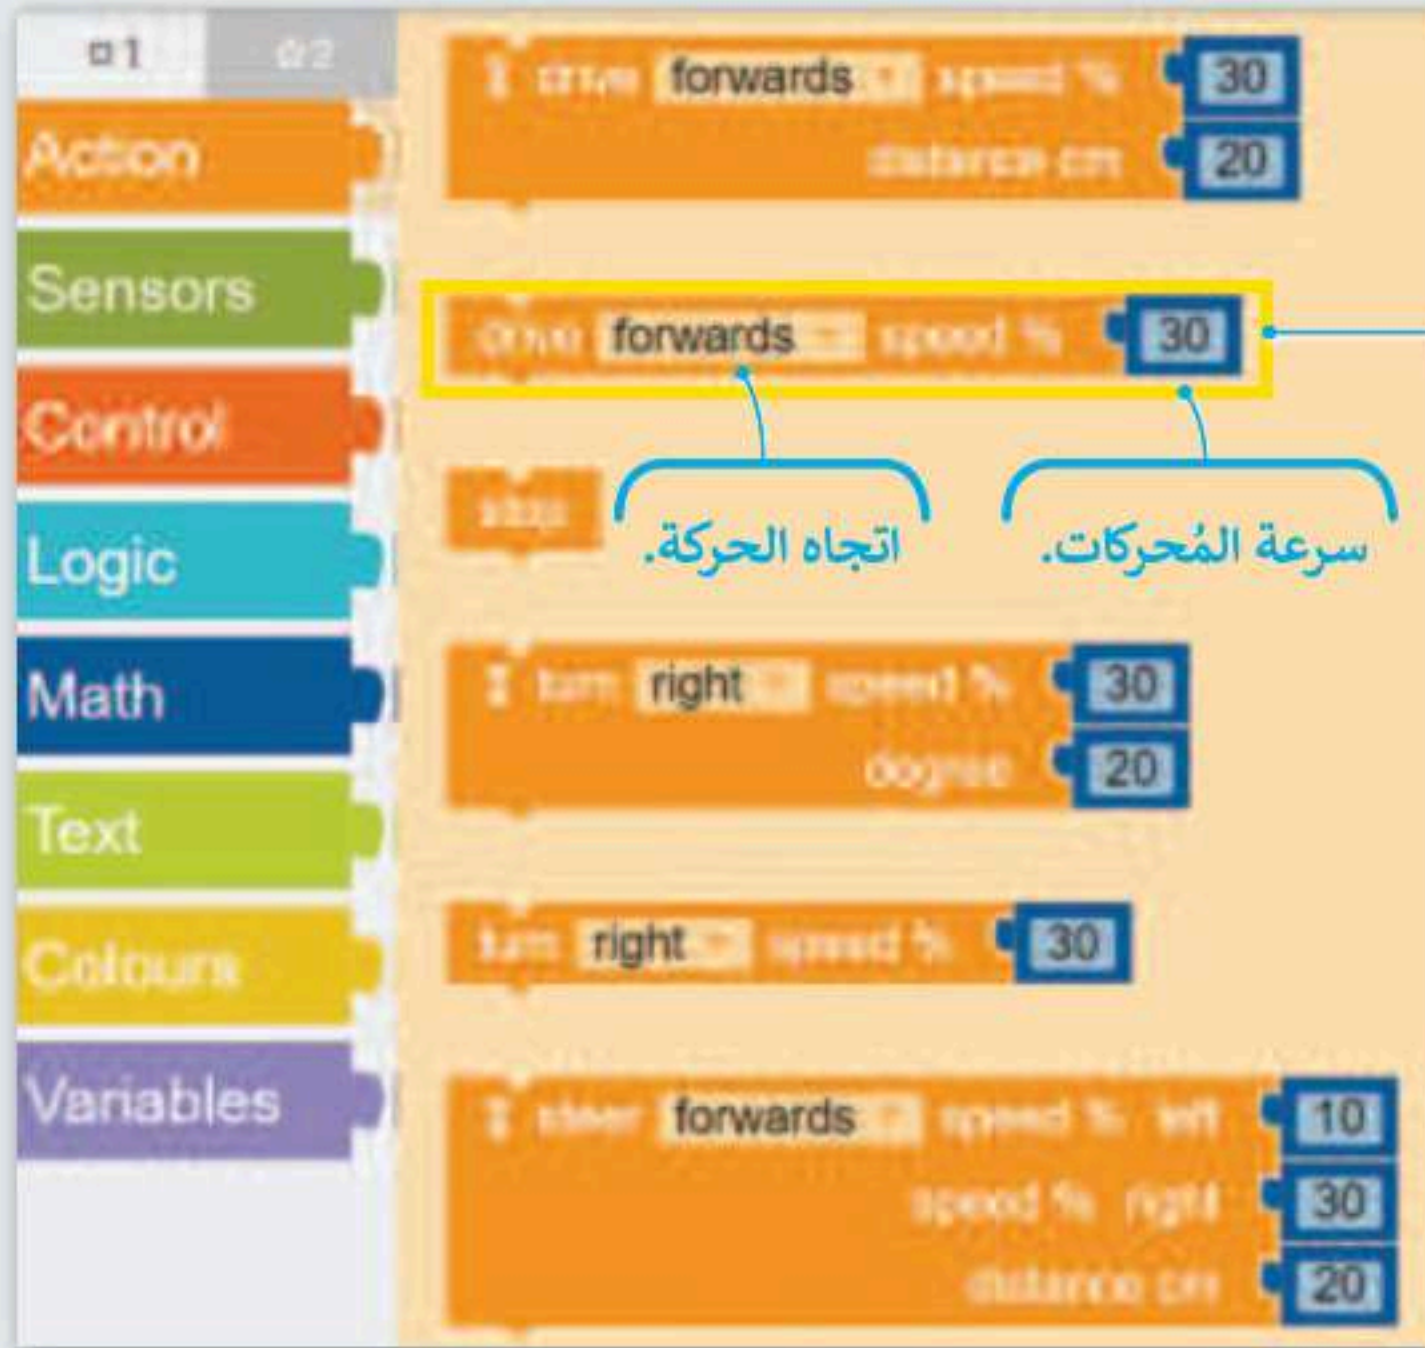 1 2
Action
Sensors
Control
Logic
Math
Text
Colours
Variables
drive forwards speed % 30
distance cm 20
drive forwards speed % 30
اتجاه الحركة.
سرعة المُحركات.
stop
turn right speed % 30
degree 20
turn right speed % 30
steer forwards speed % left 10
speed % right 30
distance cm 20